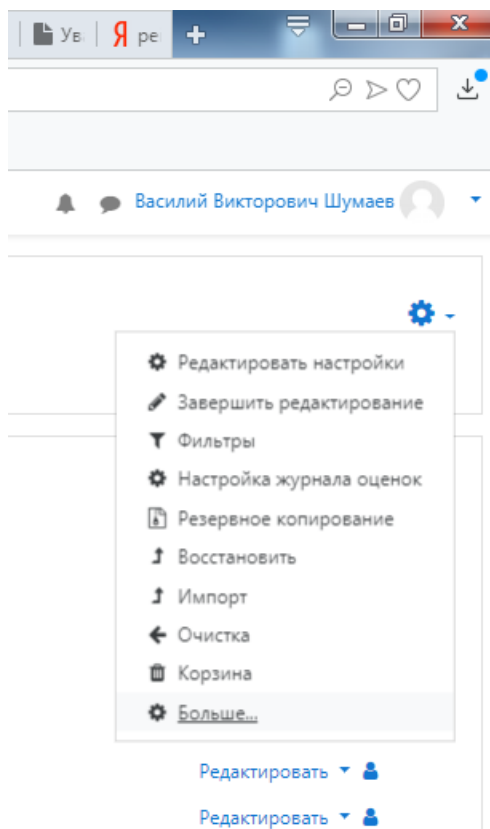 Ув
Я ре
Василий Викторович Шумаев
Редактировать настройки
Завершить редактирование
Фильтры
Настройка журнала оценок
Резервное копирование
Восстановить
Импорт
Очистка
Корзина
Больше...
Редактировать
Редактировать